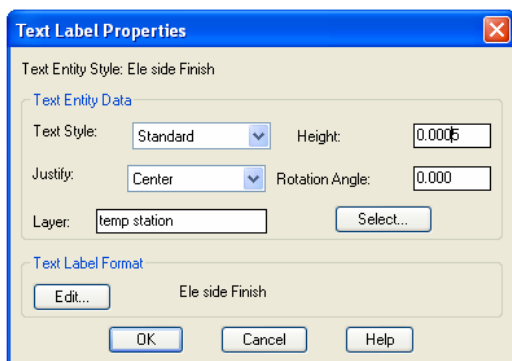 Text Label Properties
Text Entity Style: Ele side Finish
Text Entity Data
Text Style: Standard Height: 0.0005
Justify: Center Rotation Angle: 0.000
Layer: temp station Select...
Text Label Format
Edit... Ele side Finish
OK Cancel Help